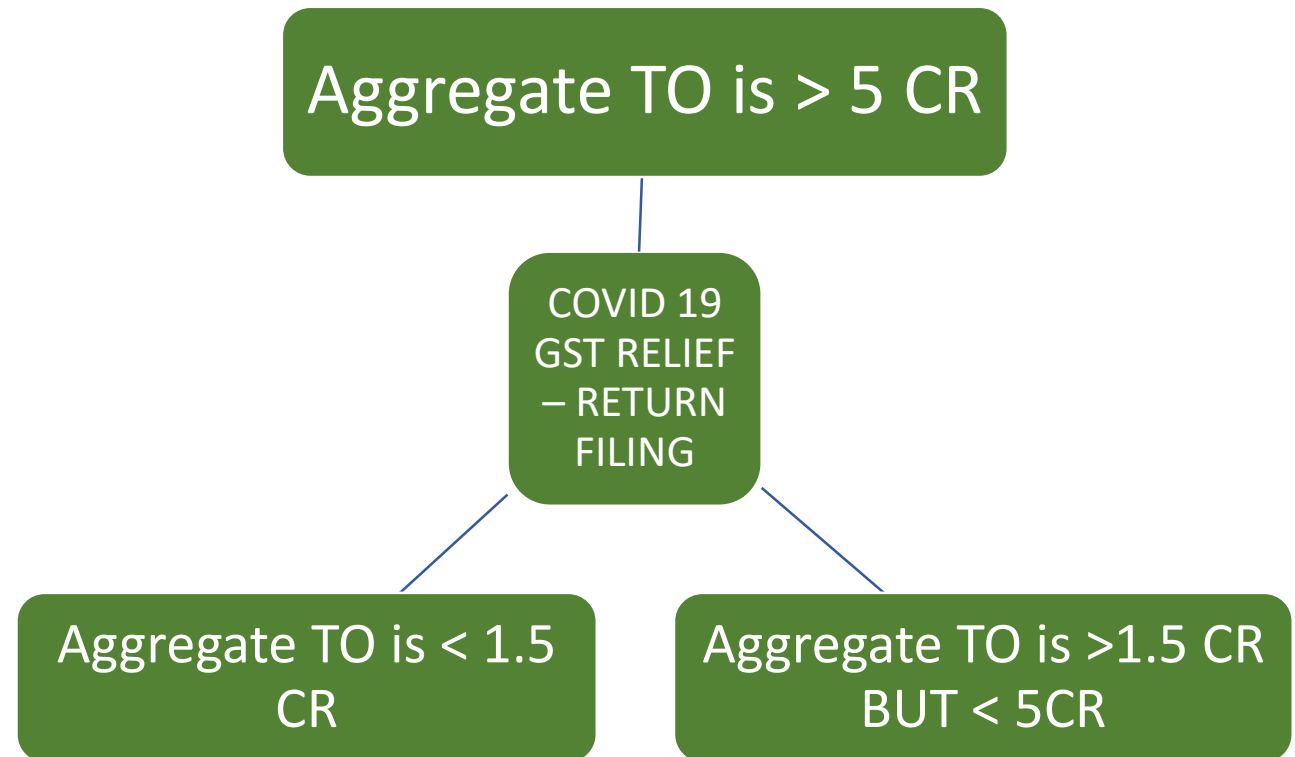 Aggregate TO is > 5 CR
COVID 19
GST RELIEF
– RETURN
FILING
Aggregate TO is < 1.5
CR
Aggregate TO is >1.5 CR
BUT < 5CR